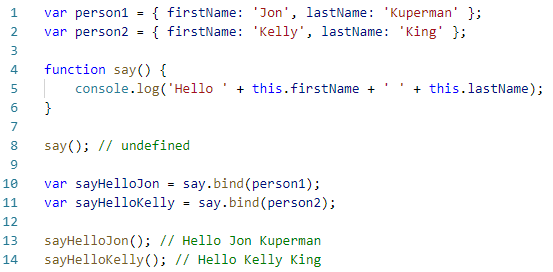 1 var person1 = { firstName: 'Jon', lastName: 'Kuperman' };
2 var person2 = { firstName: 'Kelly', lastName: 'King' };
3
4 function say() {
5     console.log('Hello ' + this.firstName + ' ' + this.lastName);
6 }
7
8 say(); // undefined
9
10 var sayHelloJon = say.bind(person1);
11 var sayHelloKelly = say.bind(person2);
12
13 sayHelloJon(); // Hello Jon Kuperman
14 sayHelloKelly(); // Hello Kelly King